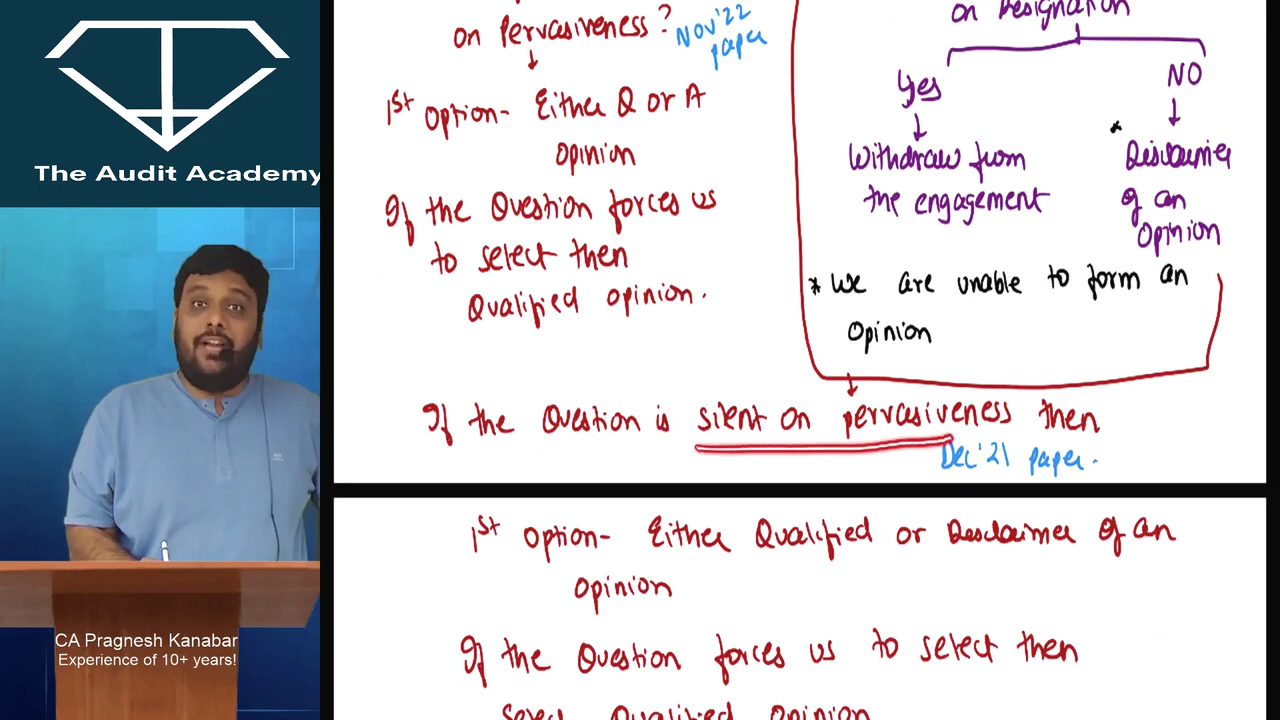 The Audit Academy
CA Pragnesh Kanabar
Experience of 10+ years!
on Pervasiveness?
Nov'22
paper
1st Option- Either Q or A
Opinion
If the Question forces us
to select then
Qualified Opinion.
on Resignation
Yes
NO
Withdraw from
the engagement
* Disclaimer
of an
Opinion
* We are unable to form an
Opinion
If the Question is silent on pervasiveness then
Dec'21 paper.
1st Option- Either Qualified or Disclaimer of an
Opinion
If the Question forces us to select then
Select Qualified Opinion